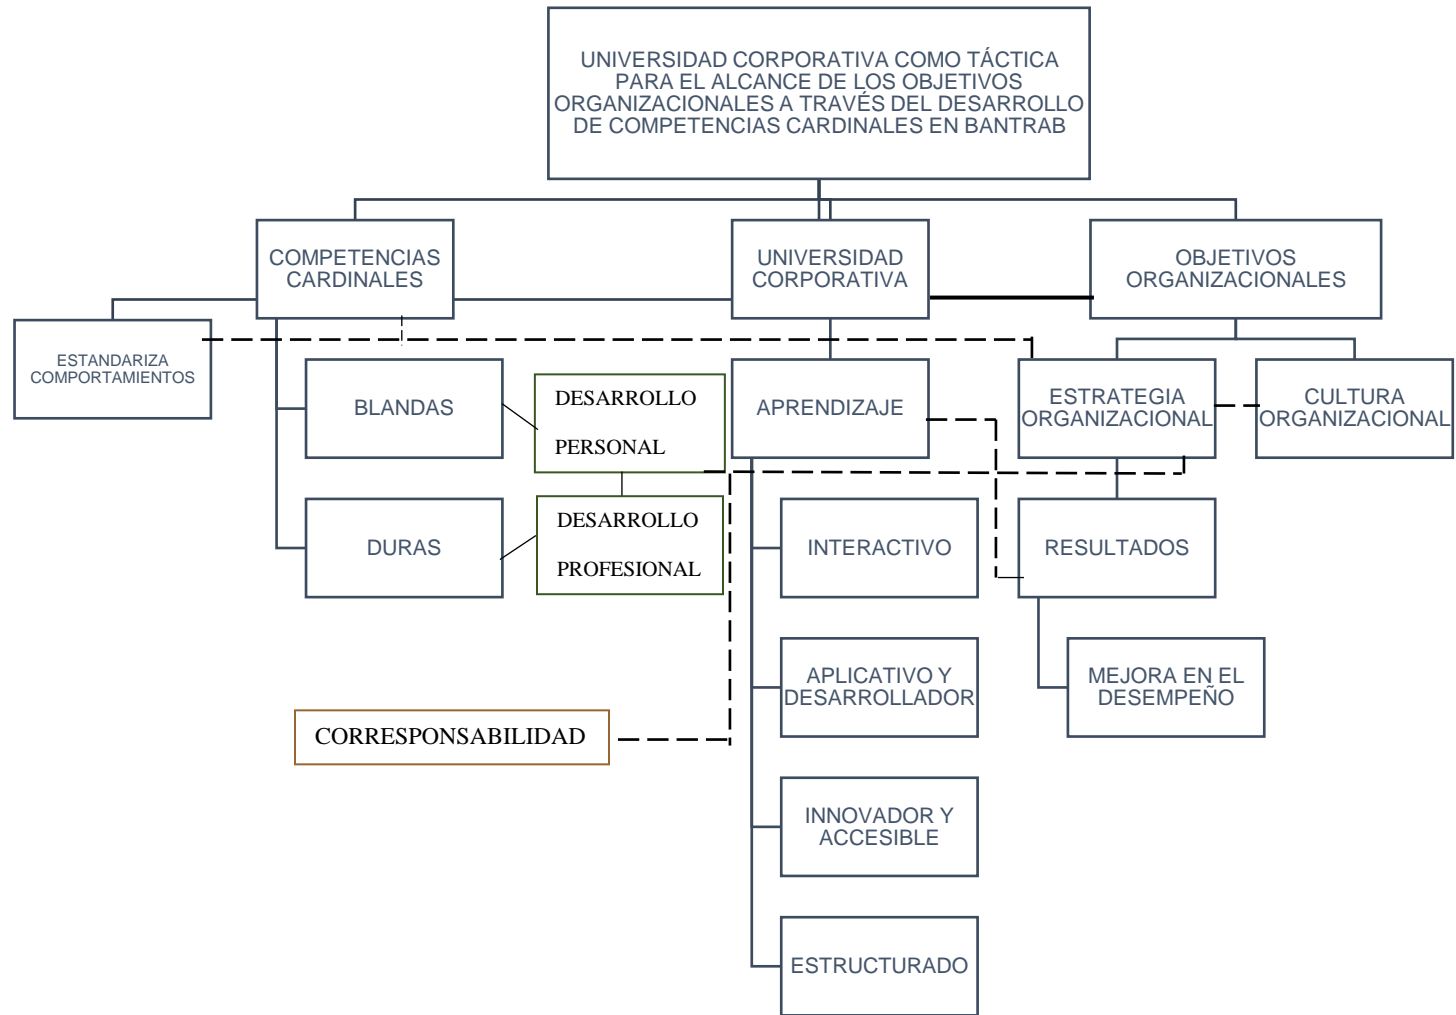 UNIVERSIDAD CORPORATIVA COMO TÁCTICA
PARA EL ALCANCE DE LOS OBJETIVOS
ORGANIZACIONALES A TRAVÉS DEL DESARROLLO
DE COMPETENCIAS CARDINALES EN BANTRAB
COMPETENCIAS
CARDINALES
UNIVERSIDAD
CORPORATIVA
OBJETIVOS
ORGANIZACIONALES
ESTANDARIZA
COMPORTAMIENTOS
BLANDAS
DESARROLLO
PERSONAL
APRENDIZAJE
ESTRATEGIA
ORGANIZACIONAL
CULTURA
ORGANIZACIONAL
DURAS
DESARROLLO
PROFESIONAL
INTERACTIVO
RESULTADOS
APLICATIVO Y
DESARROLLADOR
MEJORA EN EL
DESEMPEÑO
CORRESPONSABILIDAD
INNOVADOR Y
ACCESIBLE
ESTRUCTURADO